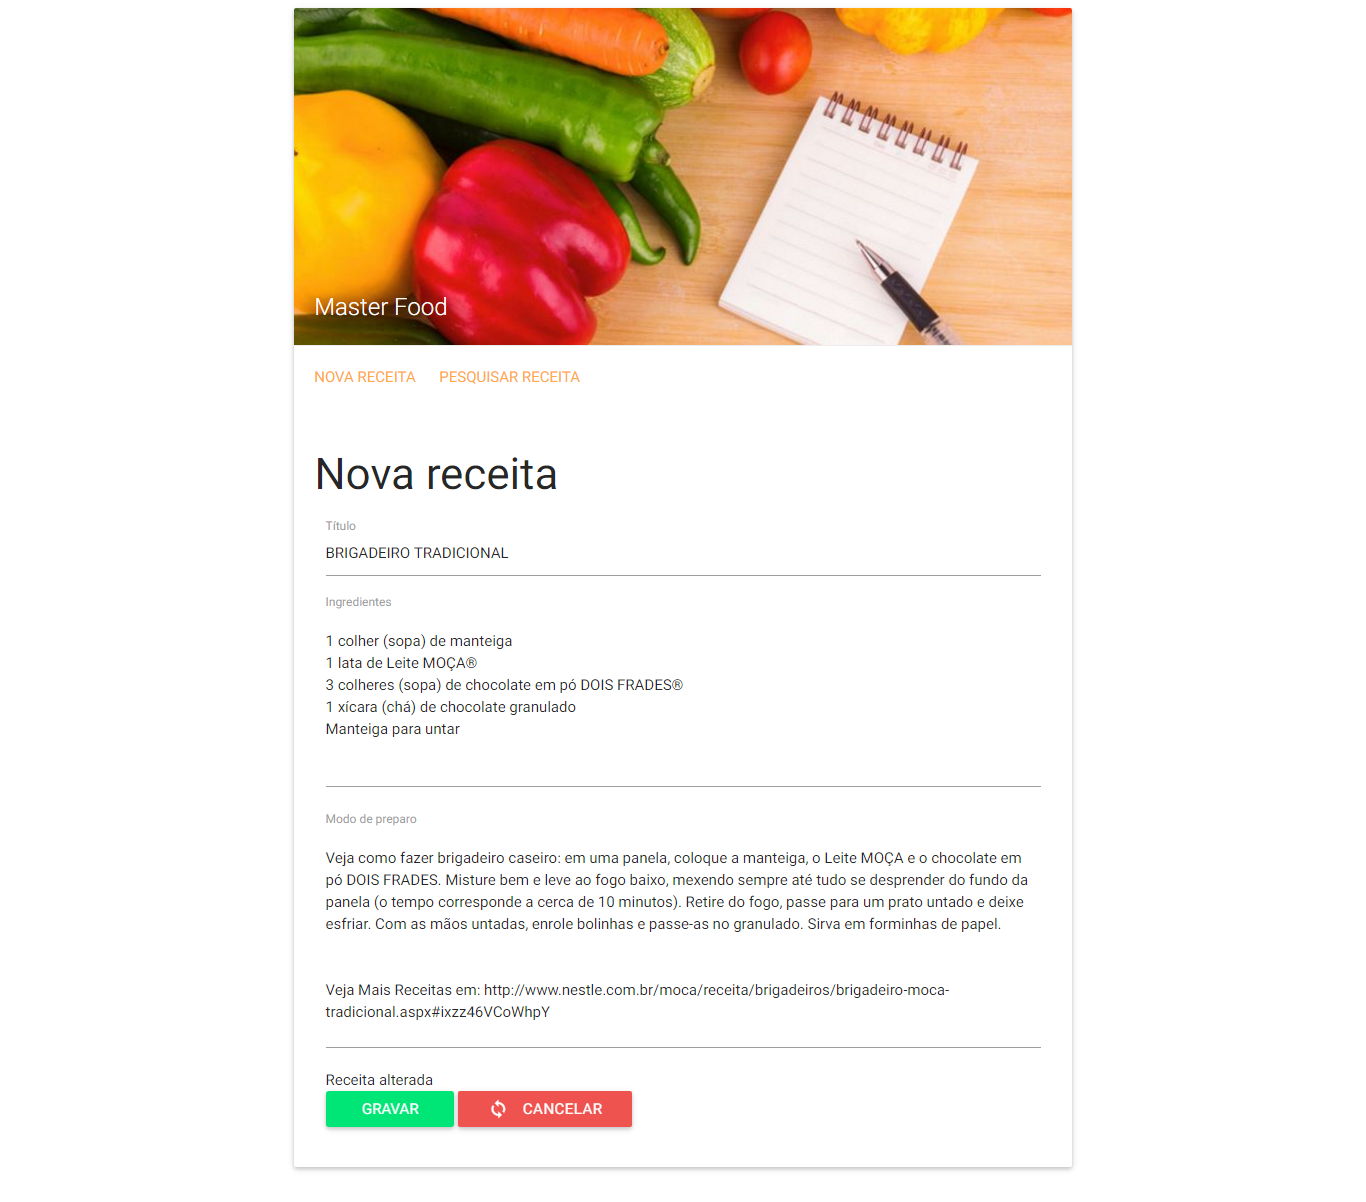 Master Food
NOVA RECEITA PESQUISAR RECEITA
Nova receita
Título
BRIGADEIRO TRADICIONAL
Ingredientes
1 colher (sopa) de manteiga
1 lata de Leite MOÇA®
3 colheres (sopa) de chocolate em pó DOIS FRADES®
1 xícara (chá) de chocolate granulado
Manteiga para untar
Modo de preparo
Veja como fazer brigadeiro caseiro: em uma panela, coloque a manteiga, o Leite MOÇA e o chocolate em
pó DOIS FRADES. Misture bem e leve ao fogo baixo, mexendo sempre até tudo se desprender do fundo da
panela (o tempo corresponde a cerca de 10 minutos). Retire do fogo, passe para um prato untado e deixe
esfriar. Com as mãos untadas, enrole bolinhas e passe-as no granulado. Sirva em forminhas de papel.
Veja Mais Receitas em: http://www.nestle.com.br/moca/receita/brigadeiros/brigadeiro-moca-
tradicional.aspx#ixzz46VCoWhpY
Receita alterada
GRAVAR CANCELAR